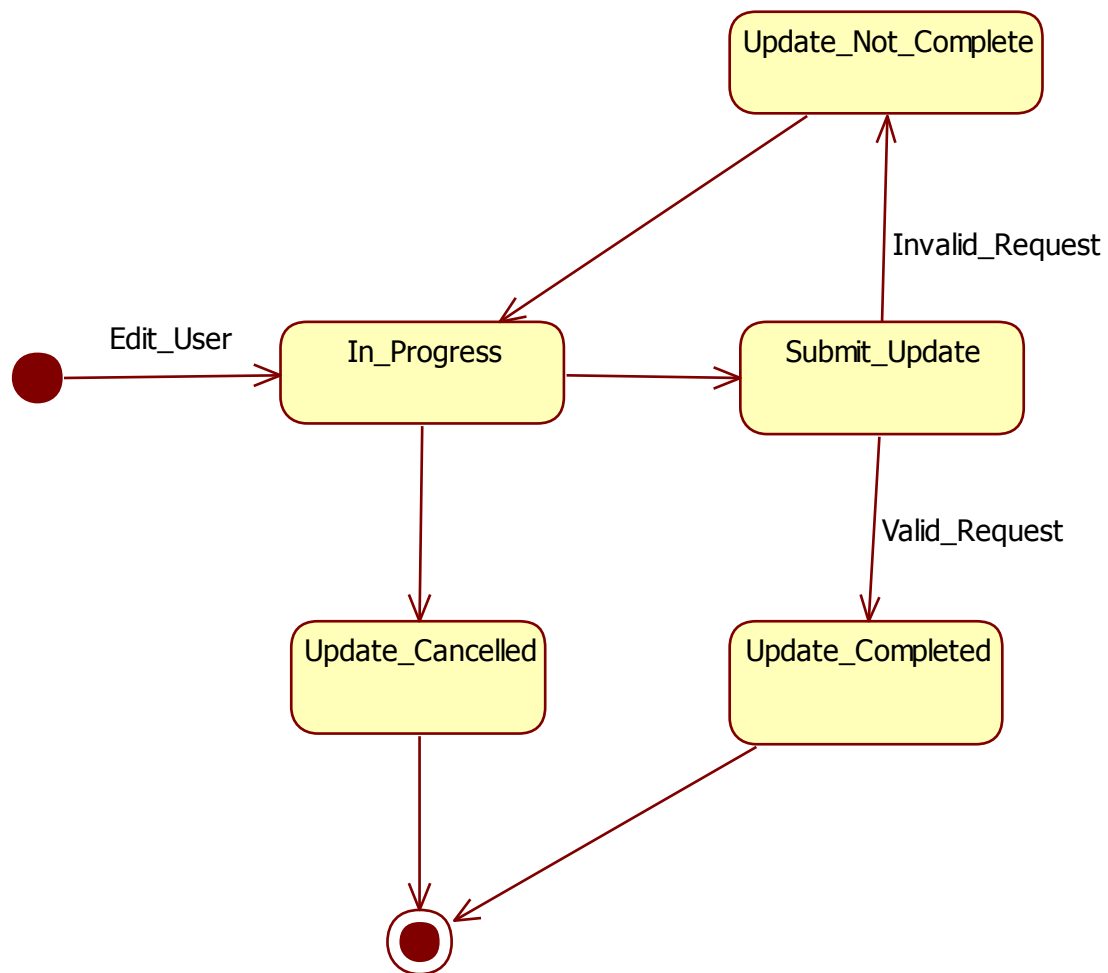 Update_Not_Complete
Invalid_Request
Edit_User
In_Progress
Submit_Update
Valid_Request
Update_Cancelled
Update_Completed